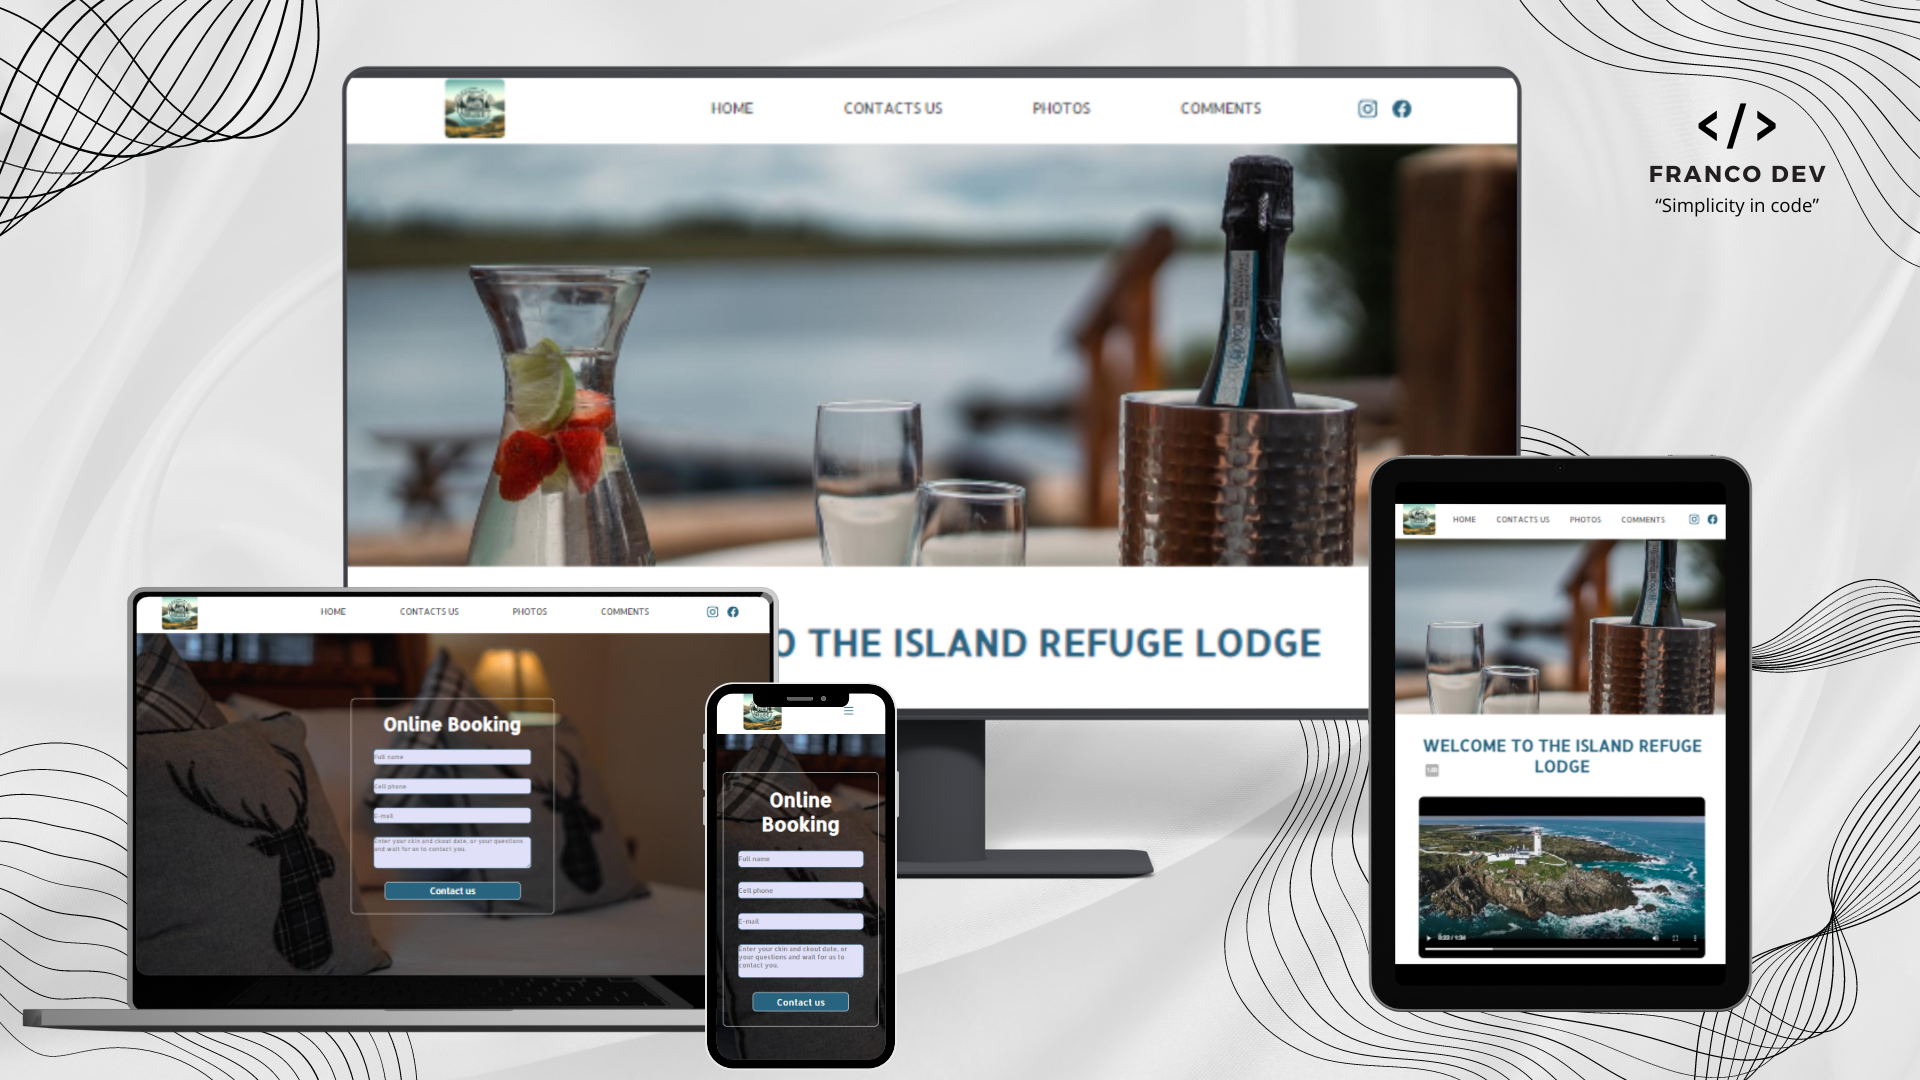 HOME CONTACTS US PHOTOS COMMENTS
</>
FRANCO DEV
“Simplicity in code”
O THE ISLAND REFUGE LODGE
HOME CONTACTS US PHOTOS COMMENTS
Online Booking
Full name
Cell phone
E-mail
Enter your ckin and ckout date, or your questions
and wait for us to contact you.
Contact us
Online
Booking
Full name
Cell phone
E-mail
Enter your ckin and ckout date, or
your questions and wait for us to
contact you.
Contact us
HOME CONTACTS US PHOTOS COMMENTS
WELCOME TO THE ISLAND REFUGE
LODGE
0:23 / 1:34